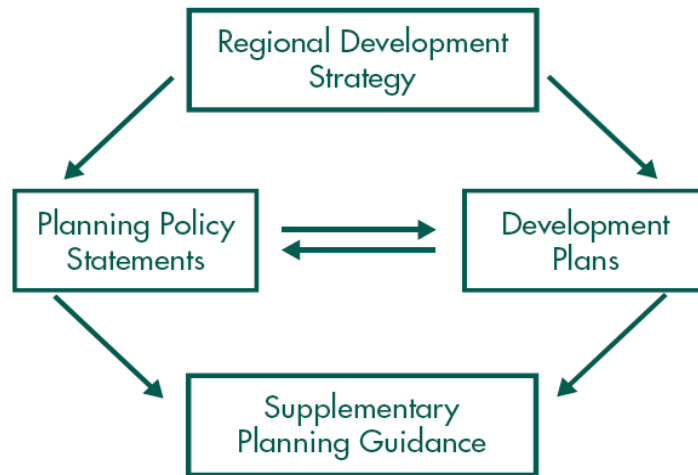 Regional Development
Strategy
Planning Policy
Statements
Development
Plans
Supplementary
Planning Guidance